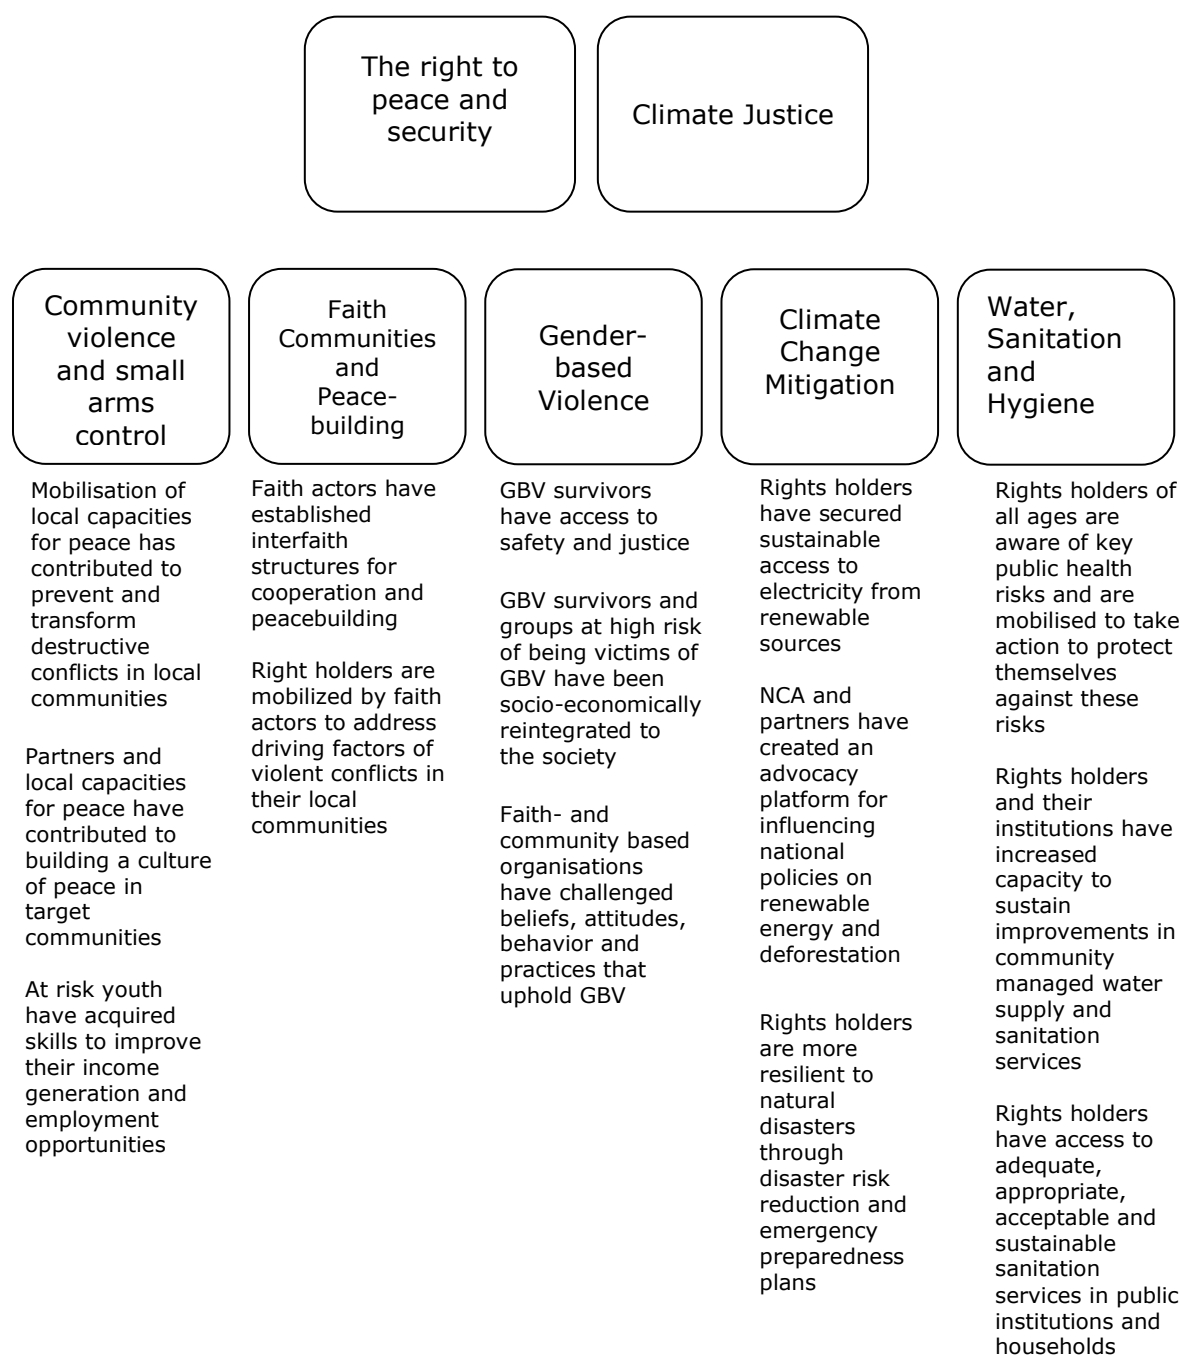 The right to
peace and
security
Climate Justice
Community
violence
and small
arms
control
Faith
Communities
and
Peace-
building
Gender-
based
Violence
Climate
Change
Mitigation
Water,
Sanitation
and
Hygiene
Mobilisation of
local capacities
for peace has
contributed to
prevent and
transform
destructive
conflicts in local
communities
Partners and
local capacities
for peace have
contributed to
building a culture
of peace in
target
communities
At risk youth
have acquired
skills to improve
their income
generation and
employment
opportunities
Faith actors have
established
interfaith
structures for
cooperation and
peacebuilding
Right holders are
mobilized by faith
actors to address
driving factors of
violent conflicts in
their local
communities
GBV survivors
have access to
safety and justice
GBV survivors and
groups at high risk
of being victims of
GBV have been
socio-economically
reintegrated to
the society
Faith- and
community based
organisations
have challenged
beliefs, attitudes,
behavior and
practices that
uphold GBV
Rights holders
have secured
sustainable
access to
electricity from
renewable
sources
NCA and
partners have
created an
advocacy
platform for
influencing
national
policies on
renewable
energy and
deforestation
Rights holders
are more
resilient to
natural
disasters
through
disaster risk
reduction and
emergency
preparedness
plans
Rights holders of
all ages are
aware of key
public health
risks and are
mobilised to take
action to protect
themselves
against these
risks
Rights holders
and their
institutions have
increased
capacity to
sustain
improvements in
community
managed water
supply and
sanitation
services
Rights holders
have access to
adequate,
appropriate,
acceptable and
sustainable
sanitation
services in public
institutions and
households